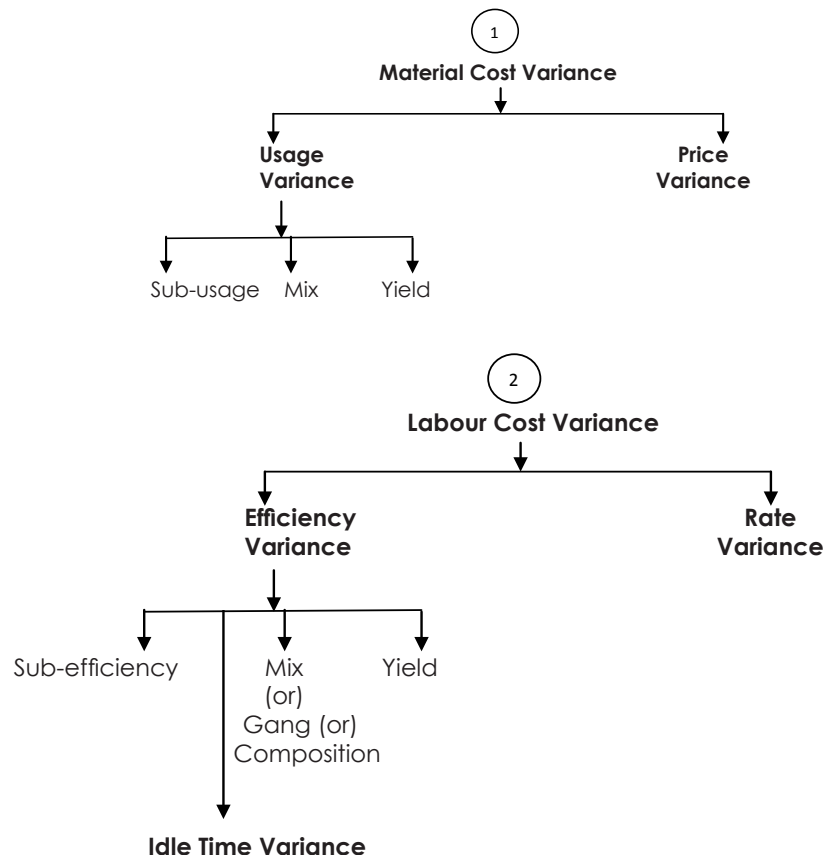 1
Material Cost Variance
Usage
Variance
Price
Variance
Sub-usage Mix Yield
2
Labour Cost Variance
Efficiency
Variance
Rate
Variance
Sub-efficiency Mix Yield
(or)
Gang (or)
Composition
Idle Time Variance